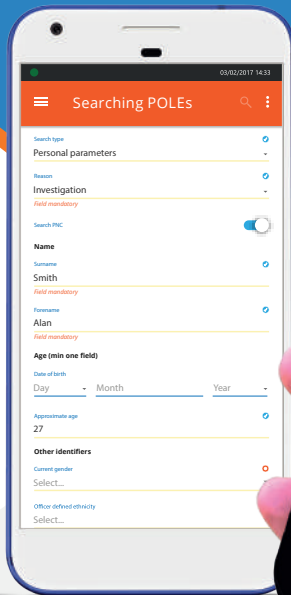 03/02/2017 14:33
Searching POLEs
Search type
Personal parameters
Reason
Investigation
Field mandatory
Search PNC
Name
Surname
Smith
Field mandatory
Forename
Alan
Field mandatory
Age (min one field)
Date of birth
Day Month Year
Approximate age
27
Other identifiers
Current gender
Select...
Officer defined ethnicity
Select...